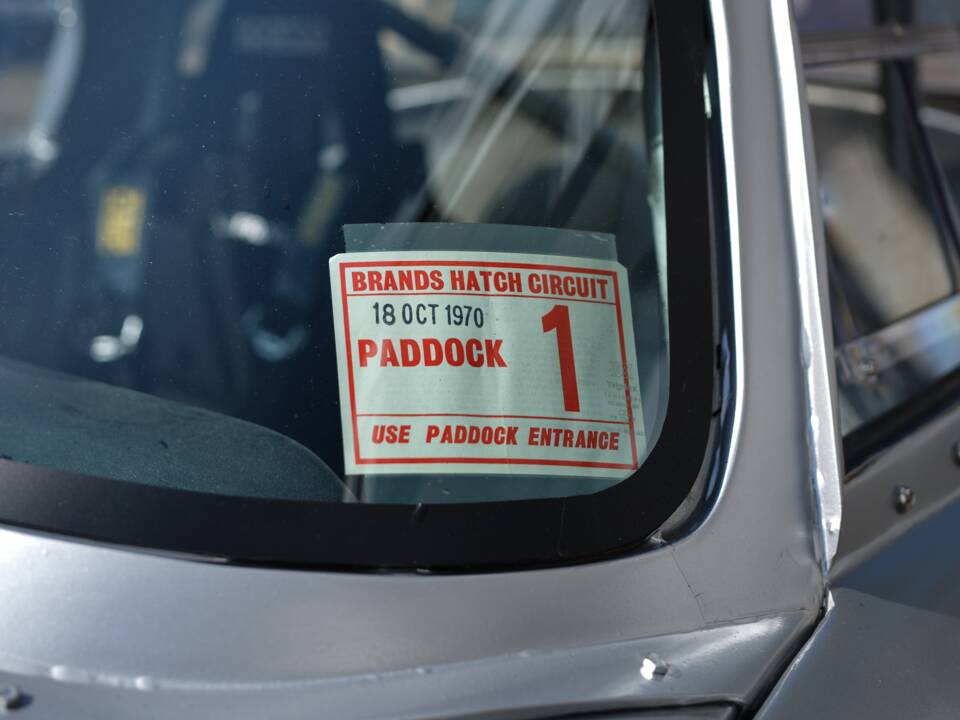 BRANDS HATCH CIRCUIT
18 OCT 1970
PADDOCK
1
USE PADDOCK ENTRANCE